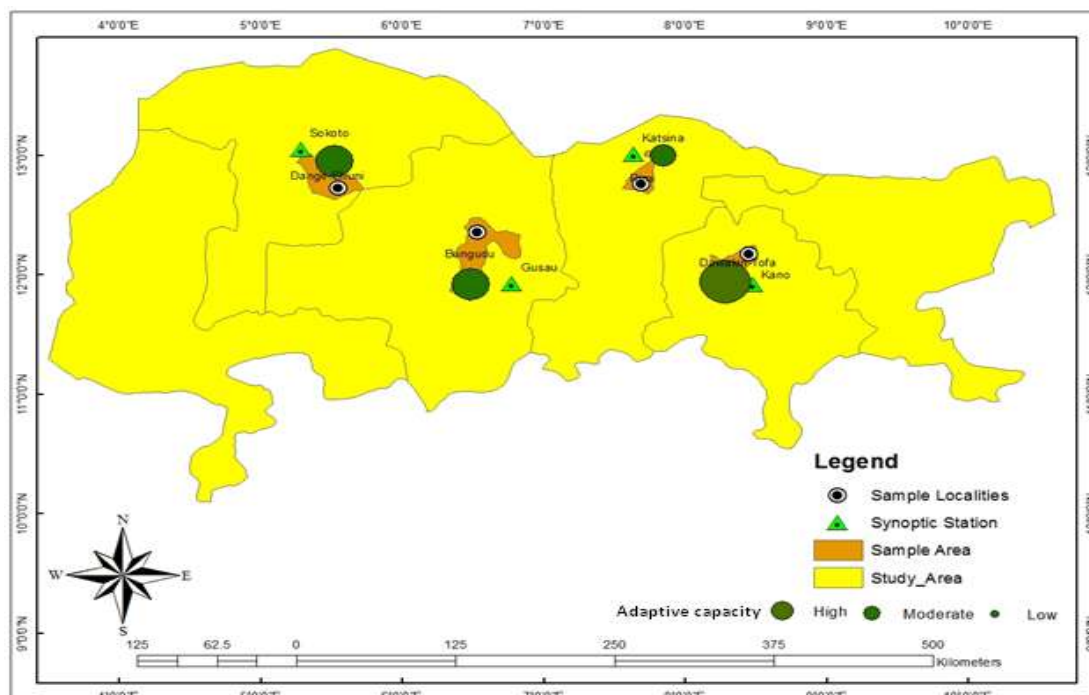 4°0'0"E 5°0'0"E 6°0'0"E 7°0'0"E 8°0'0"E 9°0'0"E 10°0'0"E
13°0'0"N
12°0'0"N
11°0'0"N
10°0'0"N
9°0'0"N
Sokoto
Katsina
Bungudu
Gusau
Kano
Legend
Sample Localities
Synoptic Station
Sample Area
Study_Area
Adaptive capacity High Moderate Low
N
W E
S
125 62.5 0 125 250 375 500
Kilometers